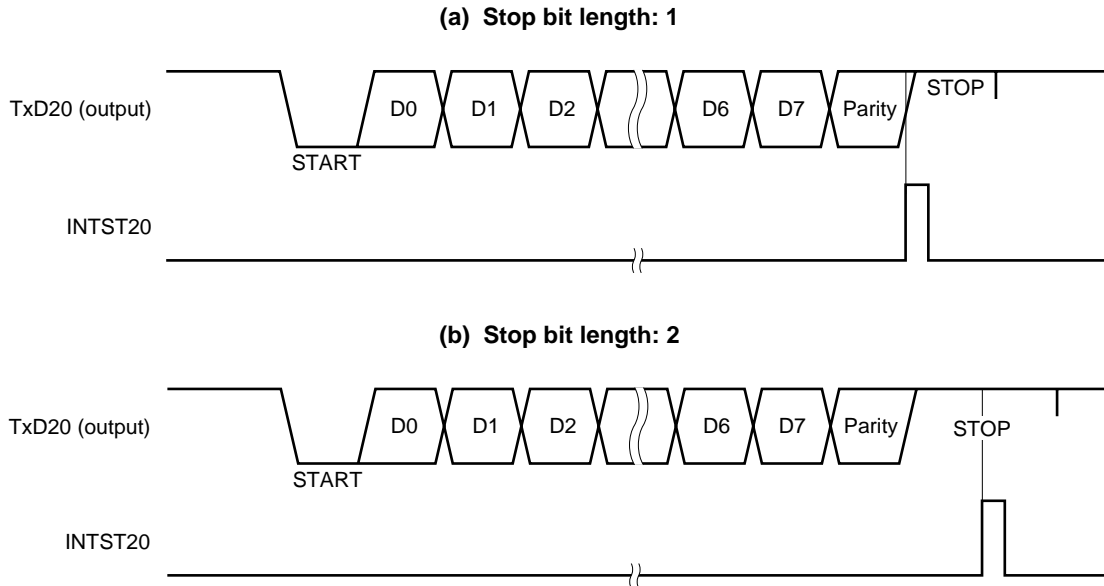 (a) Stop bit length: 1
TxD20 (output)
D0 D1 D2 D6 D7 Parity STOP
START
INTST20
(b) Stop bit length: 2
TxD20 (output)
D0 D1 D2 D6 D7 Parity STOP
START
INTST20